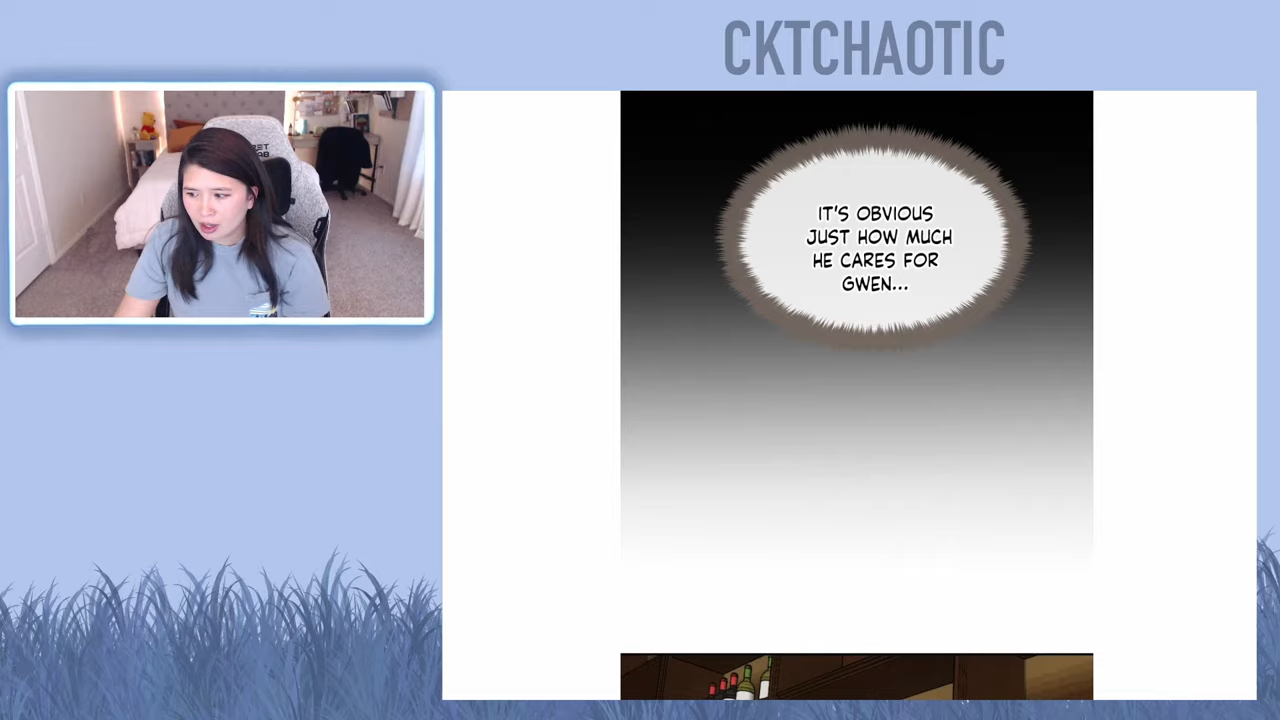 CKTCHAOTIC
IT'S OBVIOUS
JUST HOW MUCH
HE CARES FOR
GWEN...